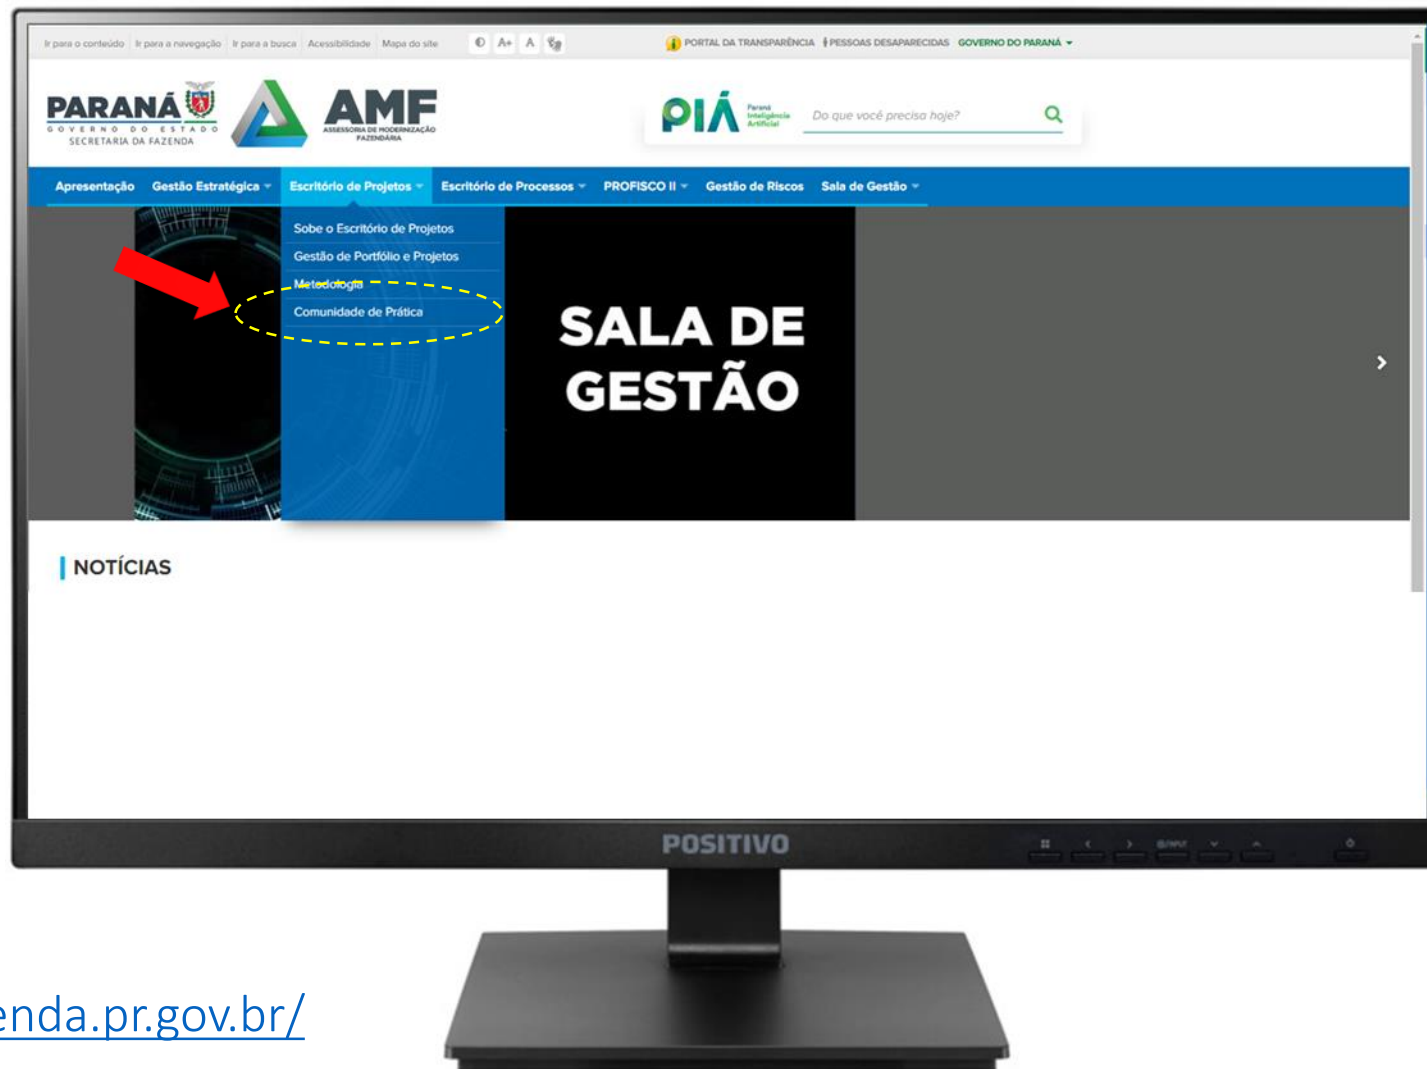 Ir para o conteúdo Ir para a navegação Ir para a busca Acessibilidade Mapa do site A+ A PORTAL DA TRANSPARÊNCIA PESSOAS DESAPARECIDAS GOVERNO DO PARANÁ
PARANÁ
GOVERNO DO ESTADO
SECRETARIA DA FAZENDA
AMF
ASSESSORIA DE MODERNIZAÇÃO
FAZENDÁRIA
PIÁ
Paraná
Inteligência
Artificial
Do que você precisa hoje?
Apresentação Gestão Estratégica Escritório de Projetos Escritório de Processos PROFISCO II Gestão de Riscos Sala de Gestão
Sobe o Escritório de Projetos
Gestão de Portfólio e Projetos
Metodologia
Comunidade de Prática
SALA DE
GESTÃO
NOTÍCIAS
POSITIVO
enda.pr.gov.br/